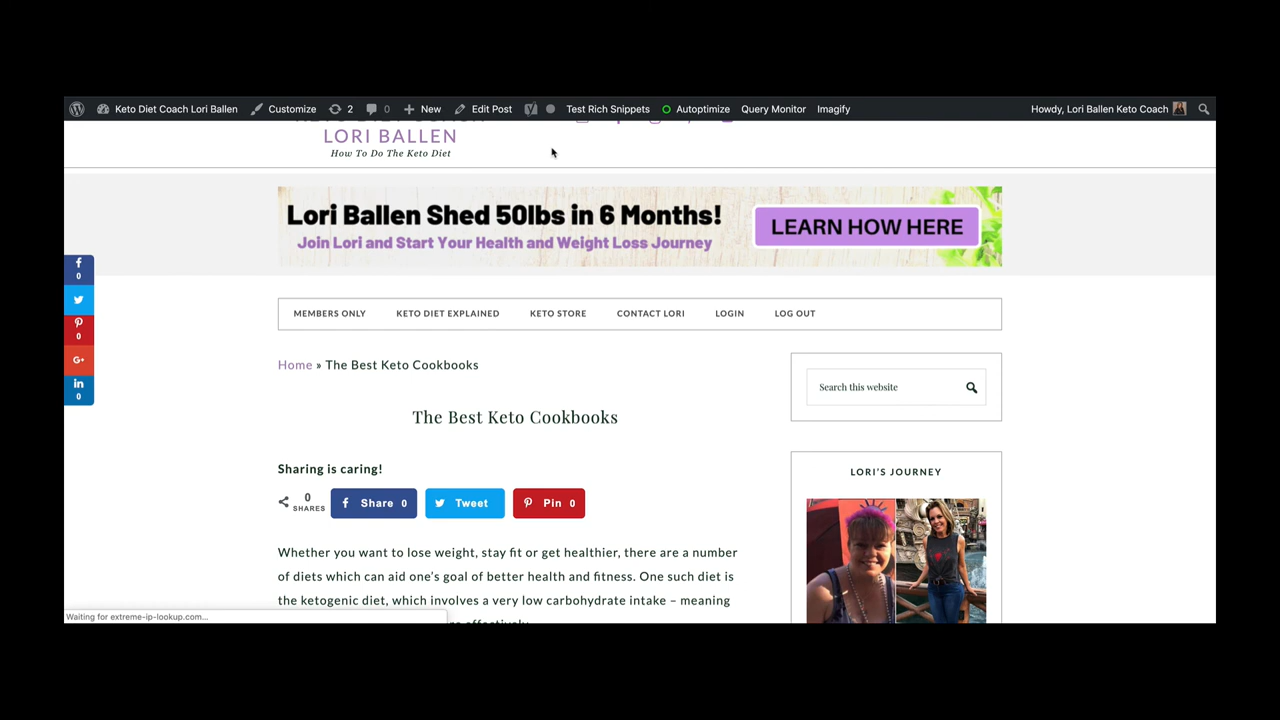 Keto Diet Coach Lori Ballen Customize 2 0 New Edit Post Test Rich Snippets Autoptimize Query Monitor Imagify Howdy, Lori Ballen Keto Coach
LORI BALLEN
How To Do The Keto Diet
Lori Ballen Shed 50lbs in 6 Months!
Join Lori and Start Your Health and Weight Loss Journey
LEARN HOW HERE
0
0
G+
in
0
MEMBERS ONLY KETO DIET EXPLAINED KETO STORE CONTACT LORI LOGIN LOG OUT
Home » The Best Keto Cookbooks
Search this website
The Best Keto Cookbooks
Sharing is caring!
0
SHARES
Share 0
Tweet
Pin 0
LORI'S JOURNEY
Whether you want to lose weight, stay fit or get healthier, there are a number
of diets which can aid one's goal of better health and fitness. One such diet is
the ketogenic diet, which involves a very low carbohydrate intake – meaning
effectively.
Waiting for extreme-ip-lookup.com...